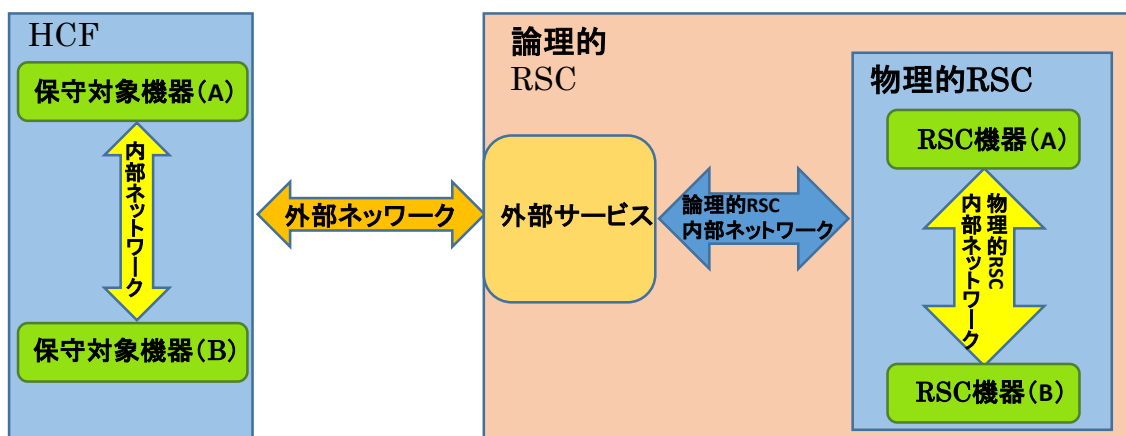 HCF
保守対象機器(A)
内部ネットワーク
保守対象機器(B)
外部ネッワーク
論理的
RSC
外部サービス
論理的RSC
内部ネットワーク
物理的RSC
RSC機器(A)
物理的RSC
内部ネットワーク
RSC機器(B)